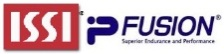 ISSI® FUSION®
Superior Endurance and Performance